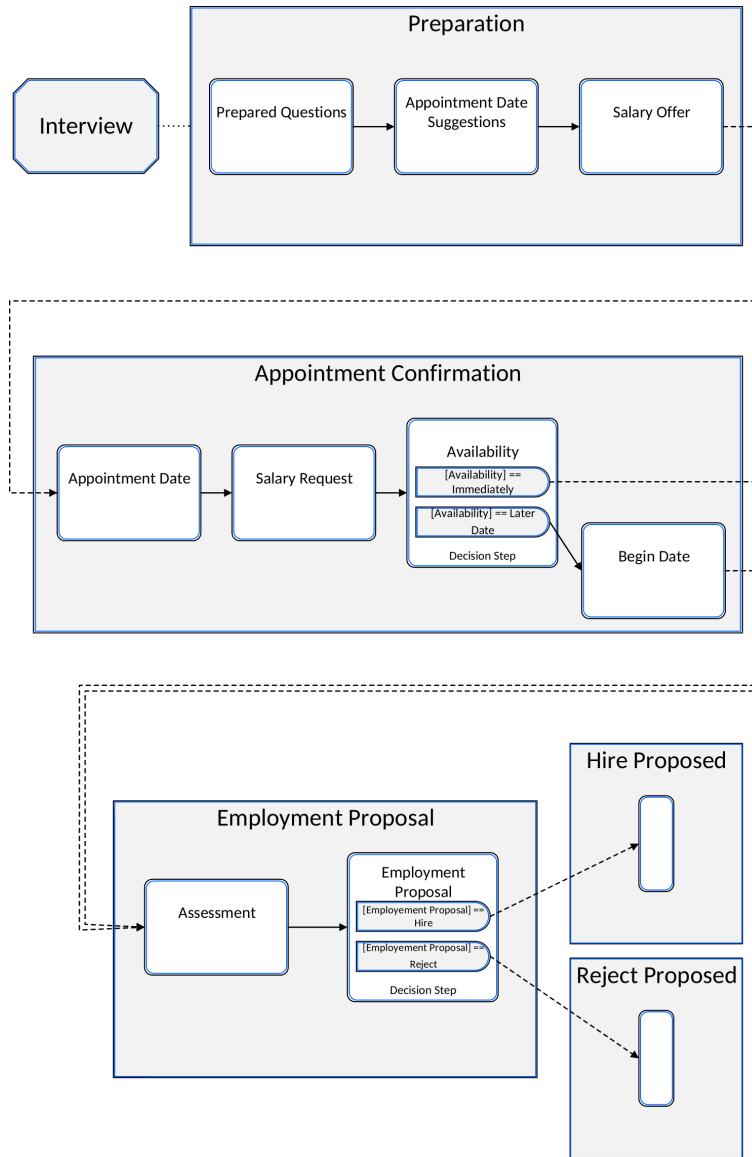 Preparation
Interview
Prepared Questions
Appointment Date
Suggestions
Salary Offer
Appointment Confirmation
Appointment Date
Salary Request
Availability
[Availability] ==
Immediately
[Availability] == Later
Date
Decision Step
Begin Date
Hire Proposed
Employment Proposal
Assessment
Employment
Proposal
[Employement Proposal] ==
Hire
[Employement Proposal] ==
Reject
Decision Step
Reject Proposed